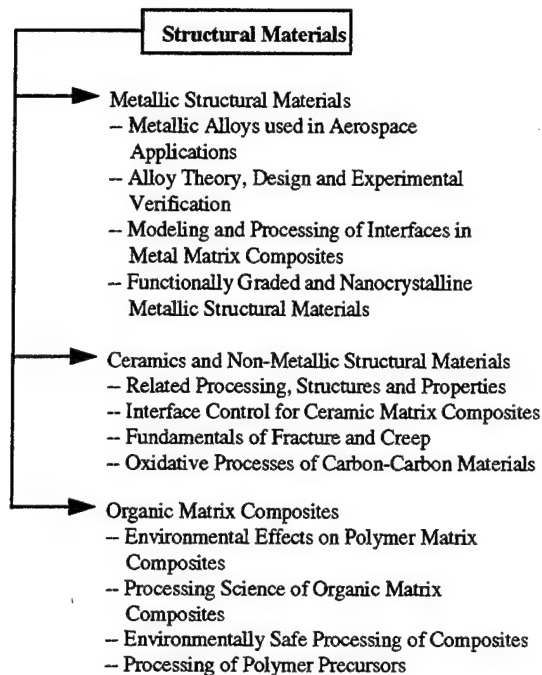 Structural Materials
Metallic Structural Materials
-- Metallic Alloys used in Aerospace
Applications
-- Alloy Theory, Design and Experimental
Verification
-- Modeling and Processing of Interfaces in
Metal Matrix Composites
-- Functionally Graded and Nanocrystalline
Metallic Structural Materials
Ceramics and Non-Metallic Structural Materials
-- Related Processing, Structures and Properties
-- Interface Control for Ceramic Matrix Composites
-- Fundamentals of Fracture and Creep
-- Oxidative Processes of Carbon-Carbon Materials
Organic Matrix Composites
-- Environmental Effects on Polymer Matrix
Composites
-- Processing Science of Organic Matrix
Composites
-- Environmentally Safe Processing of Composites
-- Processing of Polymer Precursors